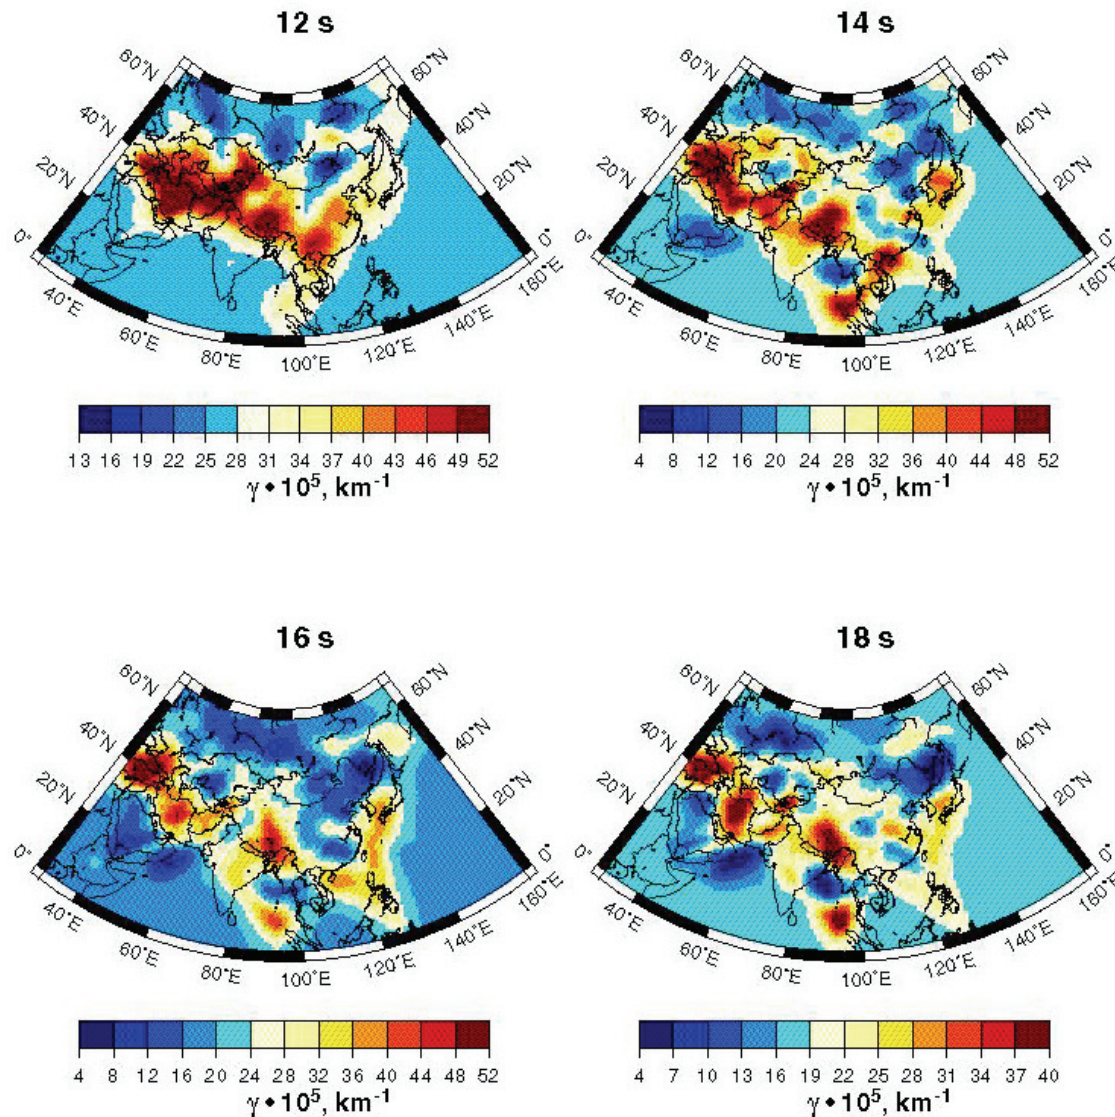 12 s
14 s
60°N
60°N
40°N
40°N
20°N
20°N
0°
0°
40°E
60°E
80°E
100°E
120°E
140°E
160°E
60°N
60°N
40°N
40°N
20°N
20°N
0°
0°
40°E
60°E
80°E
100°E
120°E
140°E
160°E
13 16 19 22 25 28 31 34 37 40 43 46 49 52
γ • 10⁵, km⁻¹
4 8 12 16 20 24 28 32 36 40 44 48 52
γ • 10⁵, km⁻¹
16 s
18 s
60°N
60°N
40°N
40°N
20°N
20°N
0°
0°
40°E
60°E
80°E
100°E
120°E
140°E
160°E
60°N
60°N
40°N
40°N
20°N
20°N
0°
0°
40°E
60°E
80°E
100°E
120°E
140°E
160°E
4 8 12 16 20 24 28 32 36 40 44 48 52
γ • 10⁵, km⁻¹
4 7 10 13 16 19 22 25 28 31 34 37 40
γ • 10⁵, km⁻¹